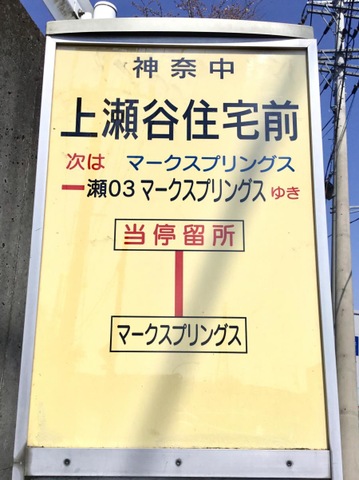 神奈中
上瀬谷住宅前
次は マークスプリングス
瀬03 マークスプリングス ゆき
当停留所
マークスプリングス